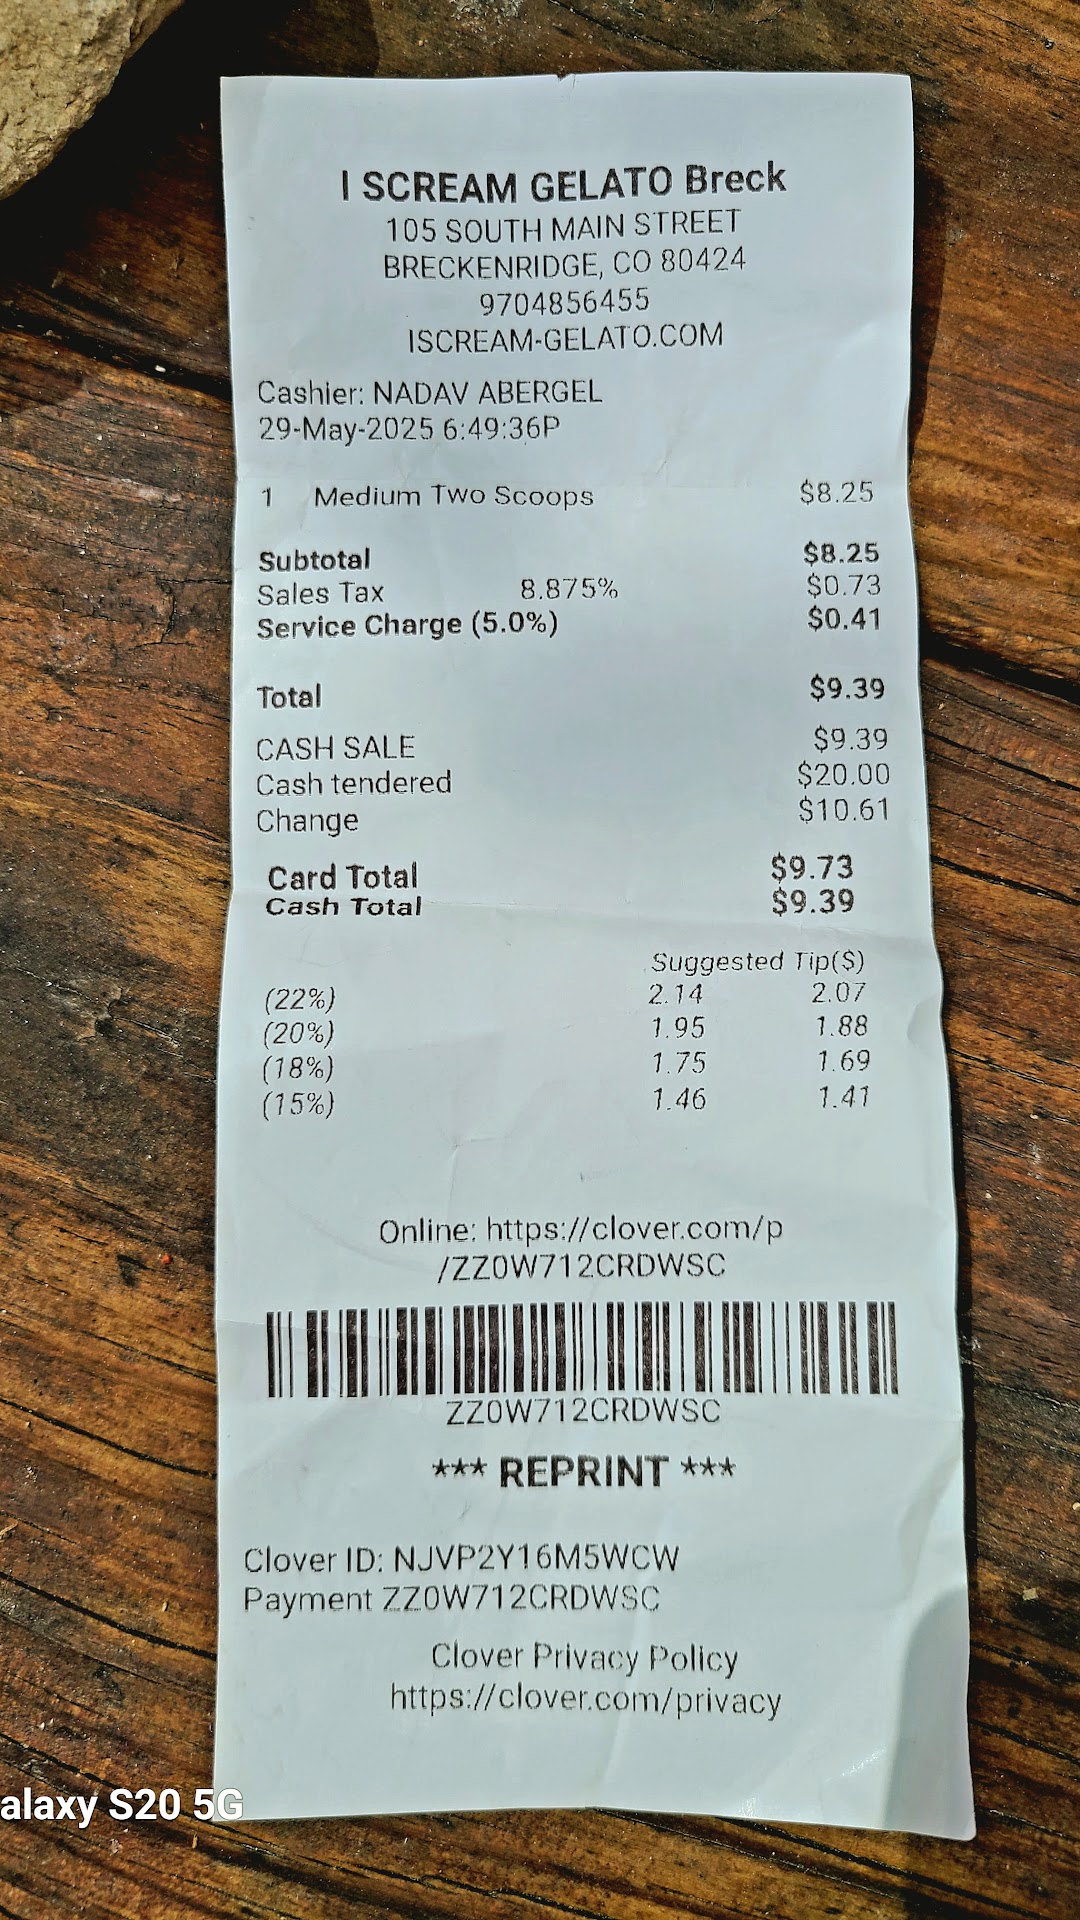 I SCREAM GELATO Breck
105 SOUTH MAIN STREET
BRECKENRIDGE, CO 80424
9704856455
ISCREAM-GELATO.COM
Cashier: NADAV ABERGEL
29-May-2025 6:49:36P
1 Medium Two Scoops $8.25
Subtotal $8.25
Sales Tax 8.875% $0.73
Service Charge (5.0%) $0.41
Total $9.39
CASH SALE $9.39
Cash tendered $20.00
Change $10.61
Card Total $9.73
Cash Total $9.39
Suggested Tip($)
(22%) 2.14 2.07
(20%) 1.95 1.88
(18%) 1.75 1.69
(15%) 1.46 1.41
Online: https://clover.com/p
/ZZ0W712CRDWSC
ZZ0W712CRDWSC
*** REPRINT ***
Clover ID: NJVP2Y16M5WCW
Payment ZZ0W712CRDWSC
Clover Privacy Policy
https://clover.com/privacy
alaxy S20 5G